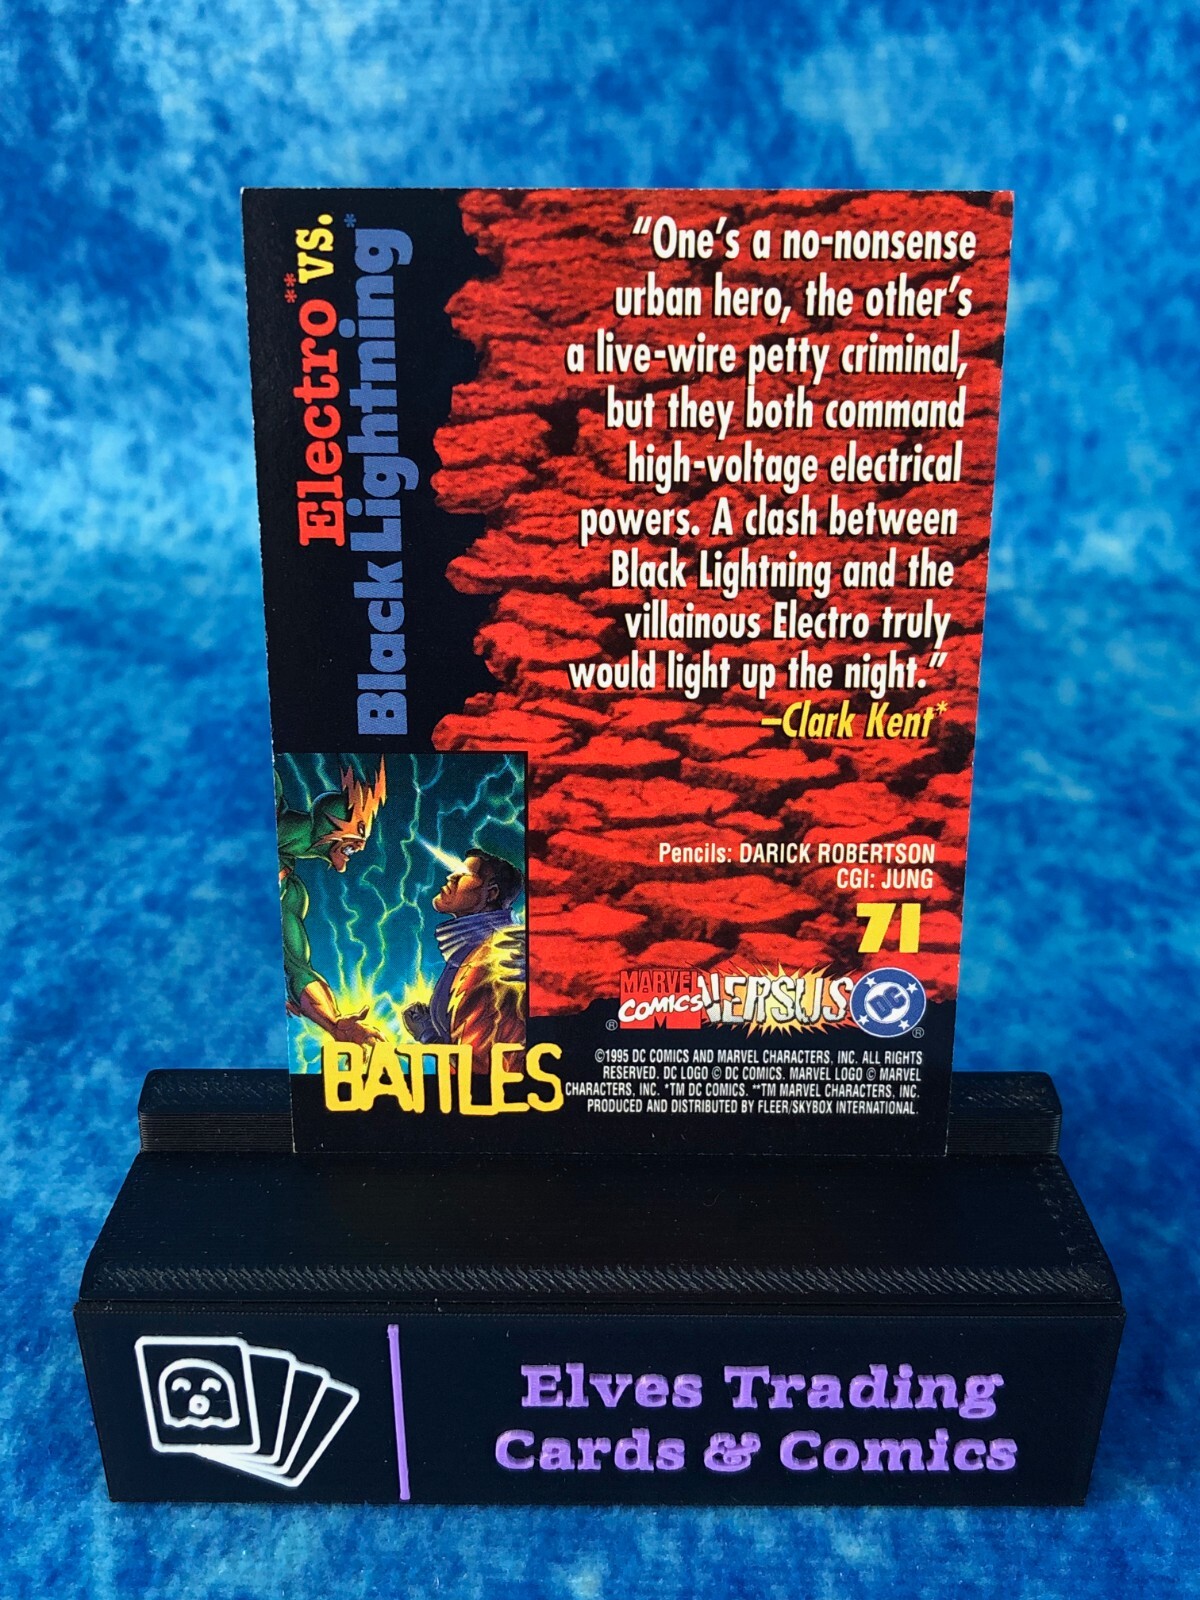 Electro** vs.
Black Lightning*
“One’s a no-nonsense
urban hero, the other’s
a live-wire petty criminal,
but they both command
high-voltage electrical
powers. A clash between
Black Lightning and the
villainous Electro truly
would light up the night.”
–Clark Kent*
Pencils: DARICK ROBERTSON
CGI: JUNG
71
MARVEL COMICS VERSUS DC
BATTLES
©1995 DC COMICS AND MARVEL CHARACTERS, INC. ALL RIGHTS
RESERVED. DC LOGO © DC COMICS. MARVEL LOGO © MARVEL
CHARACTERS, INC. *TM DC COMICS. **TM MARVEL CHARACTERS, INC.
PRODUCED AND DISTRIBUTED BY FLEER/SKYBOX INTERNATIONAL.
Elves Trading
Cards & Comics